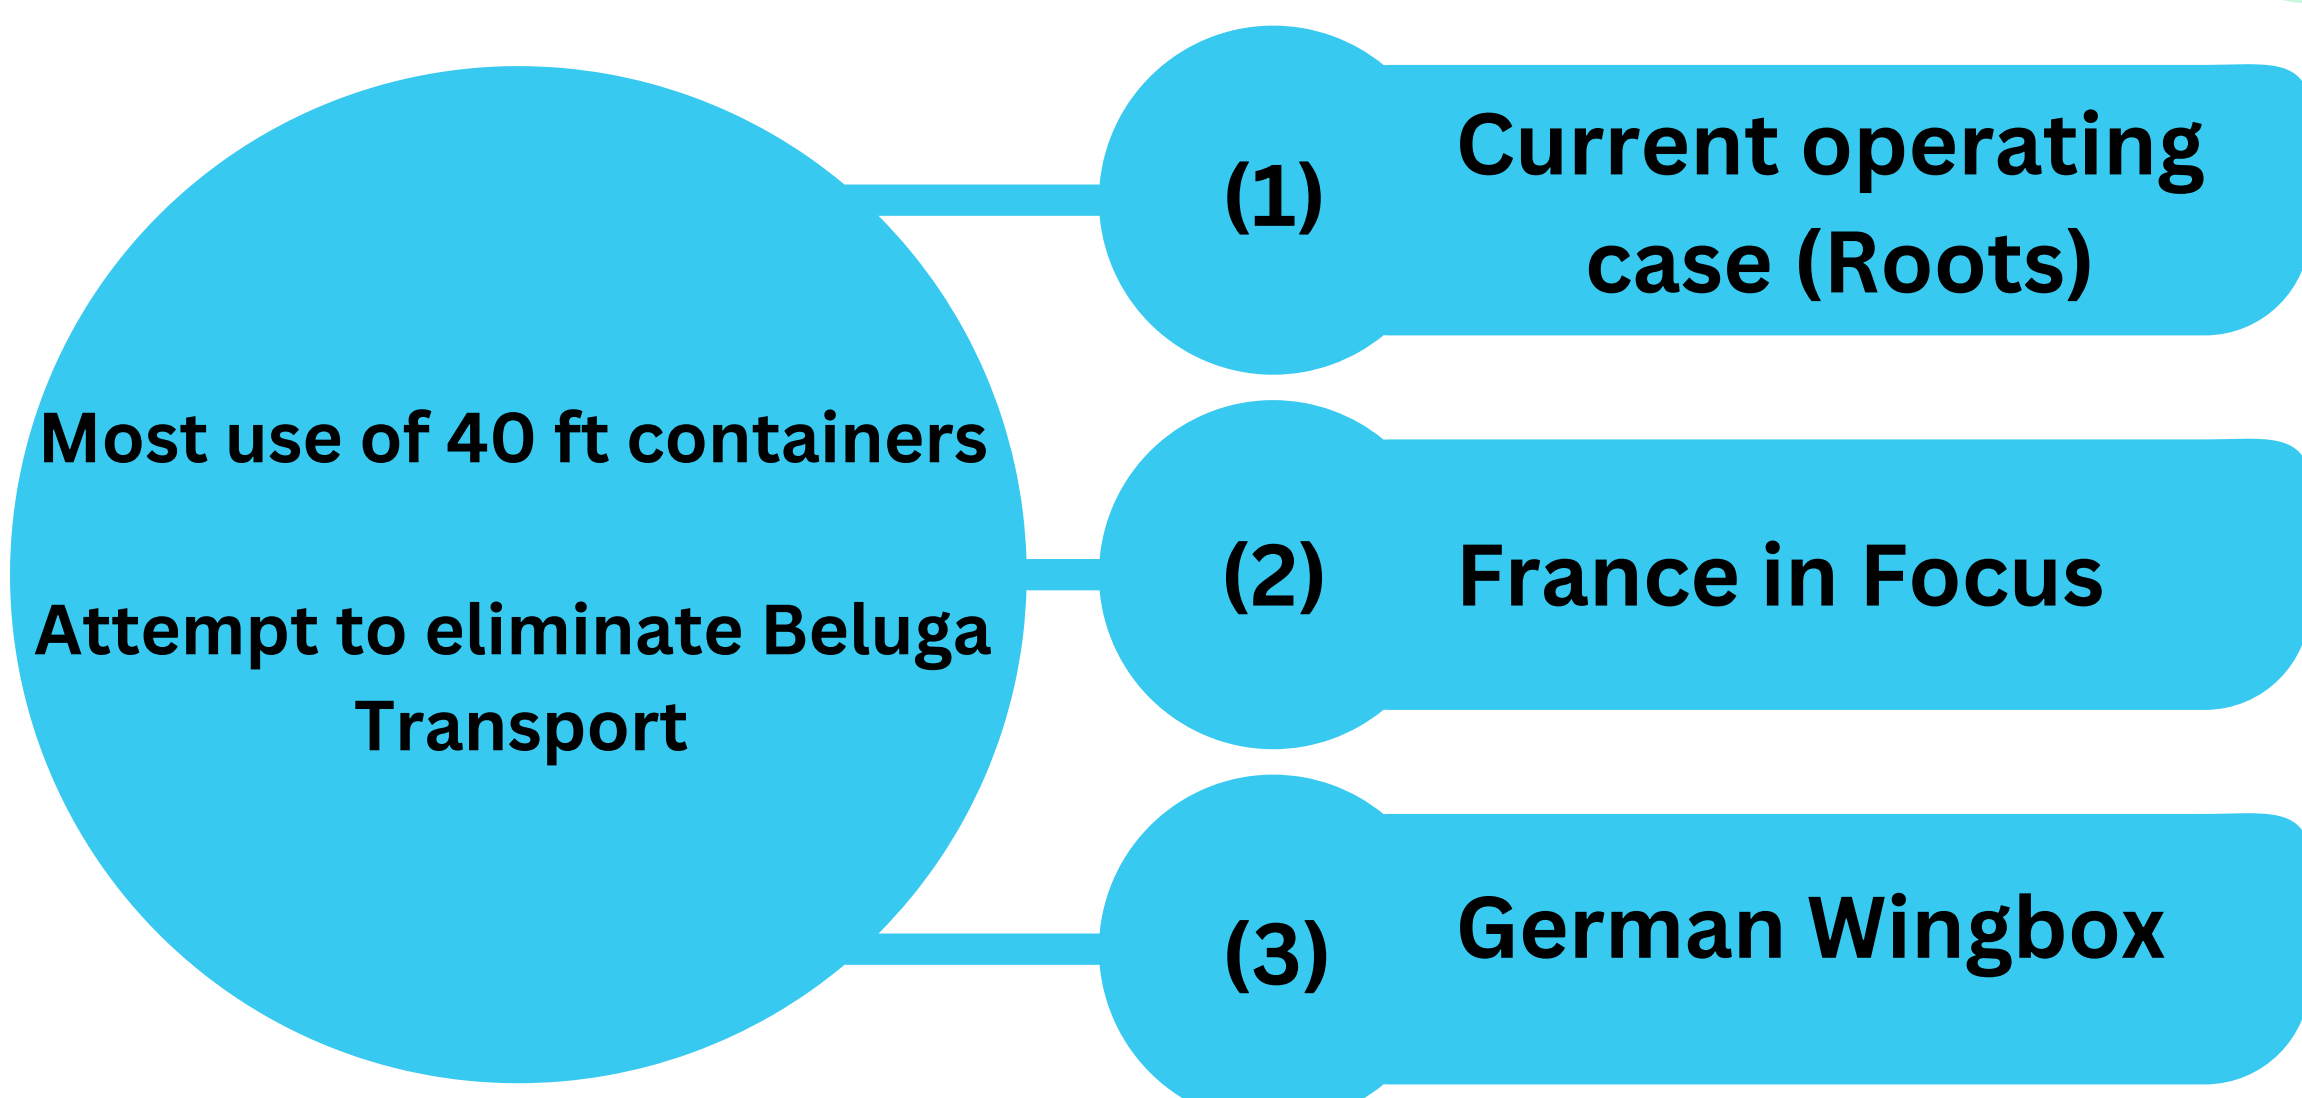 Most use of 40 ft containers
Attempt to eliminate Beluga
Transport
(1)
Current operating
case (Roots)
(2)
France in Focus
(3)
German Wingbox